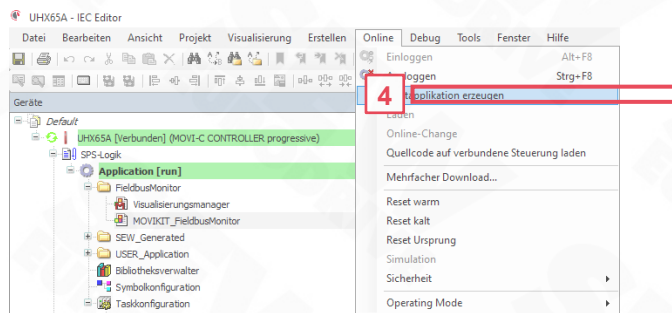 UHX65A - IEC Editor
Datei Bearbeiten Ansicht Projekt Visualisierung Erstellen Online Debug Tools Fenster Hilfe
Einloggen Alt+F8
loggen Strg+F8
4
tapplikation erzeugen
Geräte
Laden
Default
Online-Change
UHX65A [Verbunden] (MOVI-C CONTROLLER progressive)
Quellcode auf verbundene Steuerung laden
SPS-Logik
Application [run]
Mehrfacher Download...
FieldbusMonitor
Visualisierungsmanager
Reset warm
MOVIKIT_FieldbusMonitor
Reset kalt
SEW_Generated
Reset Ursprung
USER_Application
Simulation
Bibliotheksverwalter
Sicherheit
Symbolkonfiguration
Taskkonfiguration
Operating Mode